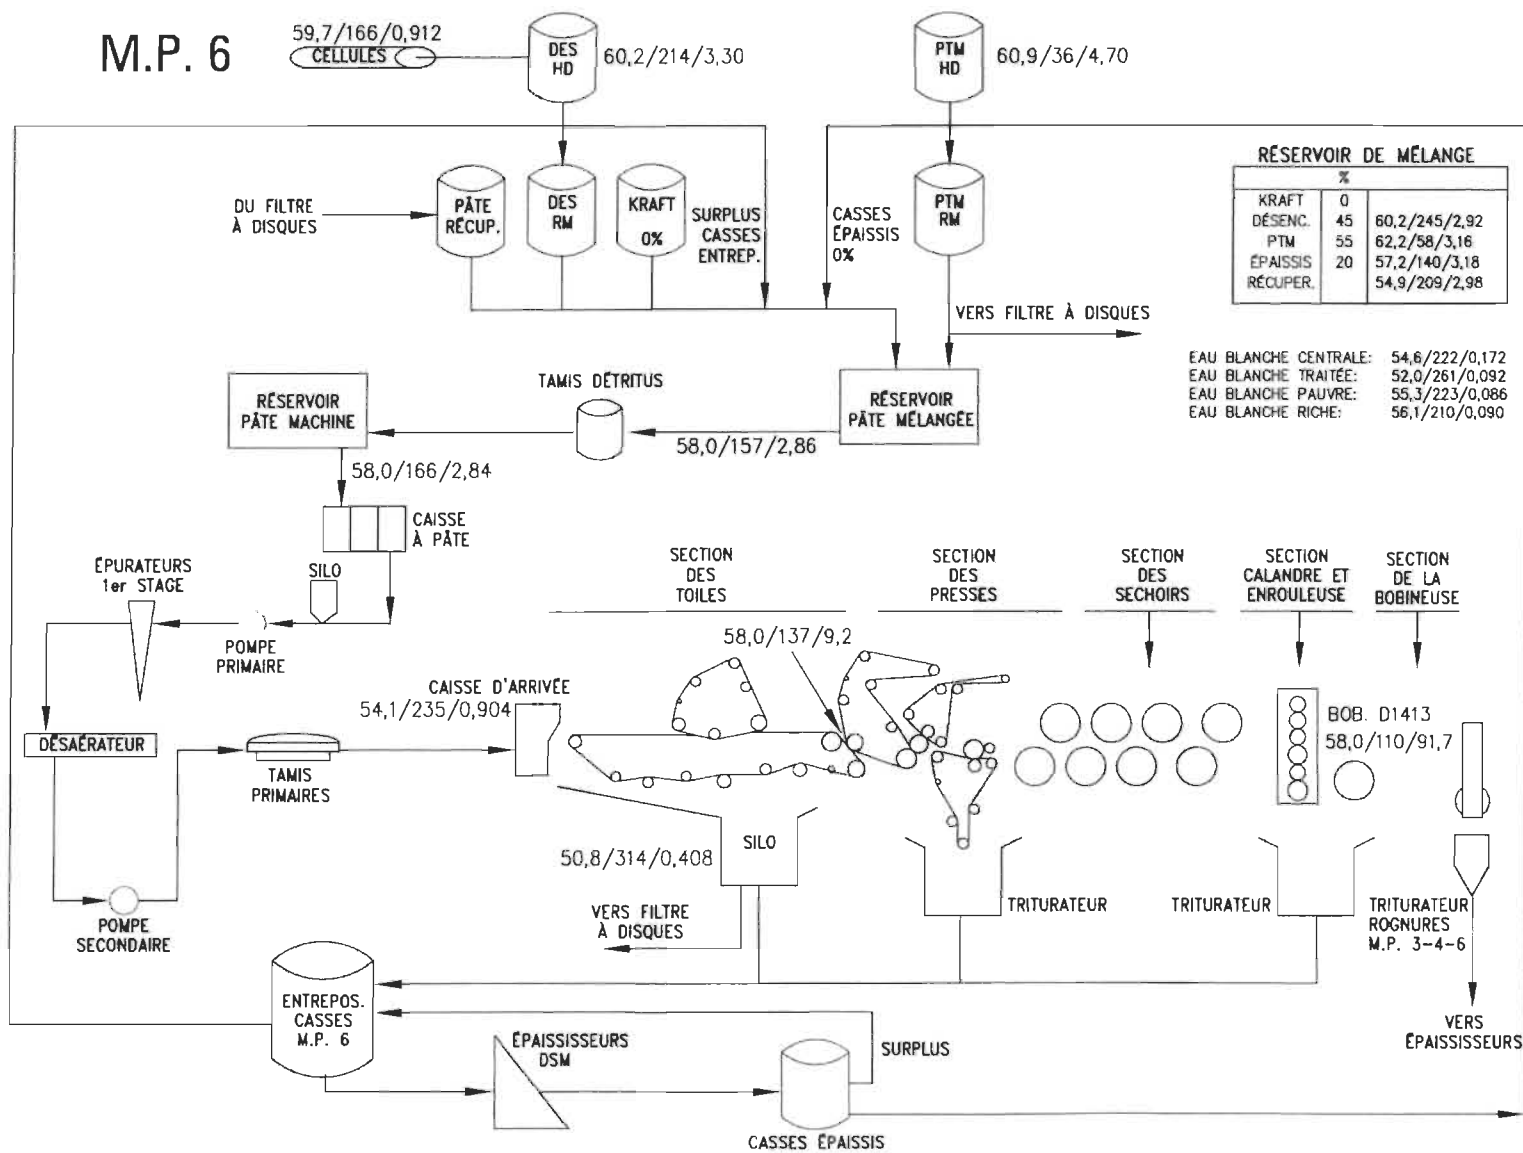 M.P. 6
59,7/166/0,912
CELLULES
DES
HD
60,2/214/3,30
PTM
HD
60,9/36/4,70
DU FILTRE
À DISQUES
PÂTE
RÉCUP.
DES
RM
KRAFT
0%
SURPLUS
CASSES
ENTREP.
CASSES
ÉPAISSIS
0%
PTM
RM
VERS FILTRE À DISQUES
RÉSERVOIR DE MÉLANGE
%
KRAFT 0
DÉSENC. 45 60,2/245/2,92
PTM 55 62,2/58/3,16
ÉPAISSIS 20 57,2/140/3,18
RÉCUPER. 54,9/209/2,98
EAU BLANCHE CENTRALE: 54,6/222/0,172
EAU BLANCHE TRAITÉE: 52,0/261/0,092
EAU BLANCHE PAUVRE: 55,3/223/0,086
EAU BLANCHE RICHE: 56,1/210/0,090
RÉSERVOIR
PÂTE MACHINE
TAMIS DÉTRITUS
RÉSERVOIR
PÂTE MÉLANGÉE
58,0/157/2,86
58,0/166/2,84
CAISSE
À PÂTE
ÉPURATEURS
1er STAGE
SILO
POMPE
PRIMAIRE
SECTION
DES
TOILES
SECTION
DES
PRESSES
SECTION
DES
SECHOIRS
SECTION
CALANDRE ET
ENROULEUSE
SECTION
DE LA
BOBINEUSE
58,0/137/9,2
CAISSE D'ARRIVÉE
54,1/235/0,904
DÉSAÉRATEUR
TAMIS
PRIMAIRES
BOB. D1413
58,0/110/91,7
SILO
50,8/314/0,408
POMPE
SECONDAIRE
VERS FILTRE
À DISQUES
TRITURATEUR
TRITURATEUR
TRITURATEUR
ROGNURES
M.P. 3-4-6
ENTREPOS.
CASSES
M.P. 6
ÉPAISSISEURS
DSM
SURPLUS
CASSES ÉPAISSIS
VERS
ÉPAISSISEURS